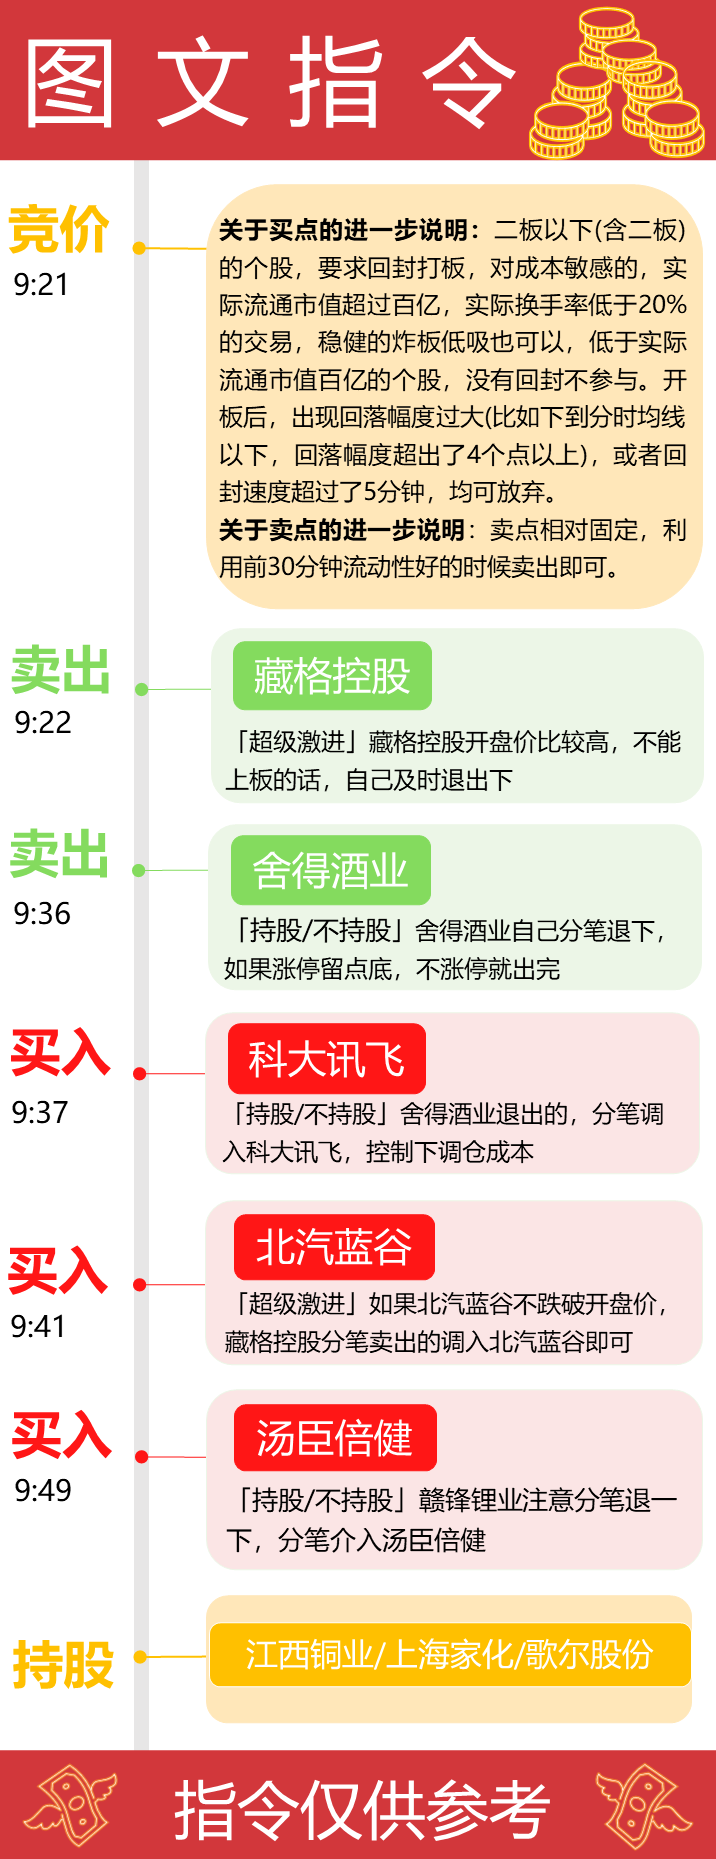 图文指令
竞价
9:21
关于买点的进一步说明：二板以下(含二板)
的个股，要求回封打板，对成本敏感的，实
际流通市值超过百亿，实际换手率低于20%
的交易，稳健的炸板低吸也可以，低于实际
流通市值百亿的个股，没有回封不参与。开
板后，出现回落幅度过大(比如下到分时均线
以下，回落幅度超出了4个点以上)，或者回
封速度超过了5分钟，均可放弃。
关于卖点的进一步说明：卖点相对固定，利
用前30分钟流动性好的时候卖出即可。
卖出
9:22
藏格控股
「超级激进」藏格控股开盘价比较高，不能
上板的话，自己及时退出下
卖出
9:36
舍得酒业
「持股/不持股」舍得酒业自己分笔退下，
如果涨停留点底，不涨停就出完
买入
9:37
科大讯飞
「持股/不持股」舍得酒业退出的，分笔调
入科大讯飞，控制下调仓成本
买入
9:41
北汽蓝谷
「超级激进」如果北汽蓝谷不跌破开盘价，
藏格控股分笔卖出的调入北汽蓝谷即可
买入
9:49
汤臣倍健
「持股/不持股」赣锋锂业注意分笔退一
下，分笔介入汤臣倍健
持股
江西铜业/上海家化/歌尔股份
指令仅供参考